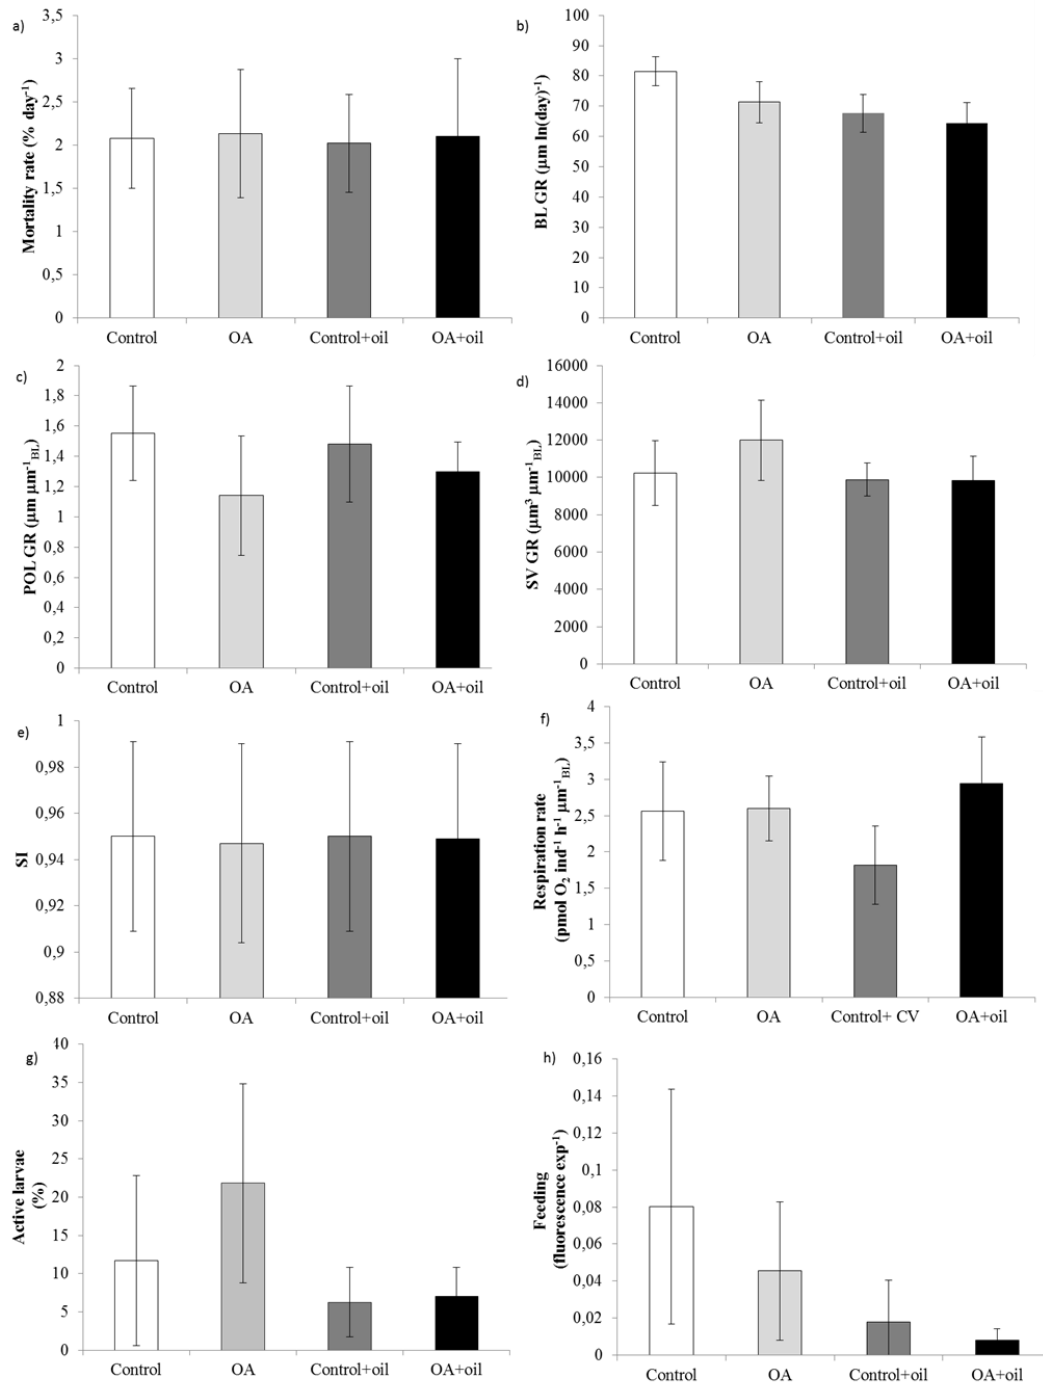 a)
Mortality rate (% day⁻¹)
3,5
3
2,5
2
1,5
1
0,5
0
Control OA Control+oil OA+oil
b)
BL GR (µm ln(day)⁻¹)
100
90
80
70
60
50
40
30
20
10
0
Control OA Control+oil OA+oil
c)
POL GR (µm µm⁻¹BL)
2
1,8
1,6
1,4
1,2
1
0,8
0,6
0,4
0,2
0
Control OA Control+oil OA+oil
d)
SV GR (µm³ µm⁻¹BL)
16000
14000
12000
10000
8000
6000
4000
2000
0
Control OA Control+oil OA+oil
e)
SI
1
0,98
0,96
0,94
0,92
0,9
0,88
Control OA Control+oil OA+oil
f)
Respiration rate
(pmol O₂ ind⁻¹ h⁻¹ µm⁻¹BL)
4
3,5
3
2,5
2
1,5
1
0,5
0
Control OA Control+ CV OA+oil
g)
Active larvae
(%)
40
35
30
25
20
15
10
5
0
Control OA Control+oil OA+oil
h)
Feeding
(fluorescence exp⁻¹)
0,16
0,14
0,12
0,1
0,08
0,06
0,04
0,02
0
Control OA Control+oil OA+oil